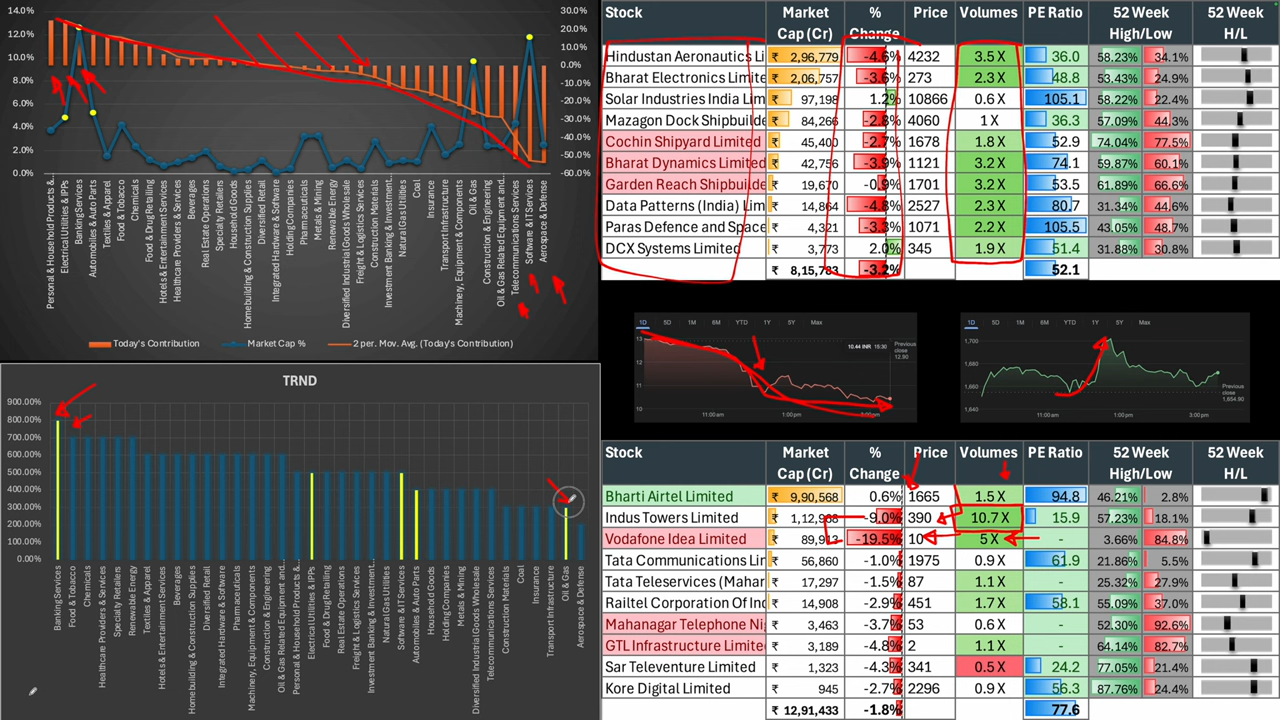 14.0%
12.0%
10.0%
8.0%
6.0%
4.0%
2.0%
0.0%
30.0%
20.0%
10.0%
0.0%
-10.0%
-20.0%
-30.0%
-40.0%
-50.0%
-60.0%
Personal & Household Products &…
Electrical Utilities & IPPs
Banking Services
Automobiles & Auto Parts
Textiles & Apparel
Food & Tobacco
Chemicals
Specialty Retailers
Food & Drug Retailing
Hotels & Entertainment Services
Healthcare Providers & Services
Beverages
Real Estate Operations
Specialty Retailers
Household Goods
Homebuilding & Construction Supplies
Diversified Retail
Integrated Hardware & Software
Holding Companies
Pharmaceuticals
Metals & Mining
Renewable Energy
Diversified Industrial Goods Wholesale
Freight & Logistics Services
Construction Materials
Investment Banking & Investment…
Natural Gas Utilities
Coal
Insurance
Transport Infrastructure
Machinery, Equipment & Components
Oil & Gas
Construction & Engineering
Oil & Gas Related Equipment and…
Telecommunications Services
Software & IT Services
Aerospace & Defense
Today's Contribution
Market Cap %
2 per. Mov. Avg. (Today's Contribution)
TRND
900.00%
800.00%
700.00%
600.00%
500.00%
400.00%
300.00%
200.00%
100.00%
0.00%
Banking Services
Food & Tobacco
Chemicals
Healthcare Providers & Services
Specialty Retailers
Renewable Energy
Textiles & Apparel
Hotels & Entertainment Services
Beverages
Homebuilding & Construction Supplies
Diversified Retail
Integrated Hardware & Software
Pharmaceuticals
Machinery, Equipment & Components
Construction & Engineering
Oil & Gas Related Equipment and…
Personal & Household Products &…
Electrical Utilities & IPPs
Food & Drug Retailing
Real Estate Operations
Freight & Logistics Services
Investment Banking & Investment…
Natural Gas Utilities
Software & IT Services
Automobiles & Auto Parts
Household Goods
Holding Companies
Metals & Mining
Diversified Industrial Goods Wholesale
Telecommunications Services
Construction Materials
Coal
Insurance
Transport Infrastructure
Oil & Gas
Aerospace & Defense
Stock Market Cap (Cr) % Change Price Volumes PE Ratio 52 Week High/Low 52 Week H/L
Hindustan Aeronautics Li ₹ 2,96,779 -4.6% 4232 3.5 X 36.0 58.23% 34.1%
Bharat Electronics Limite ₹ 2,06,757 -3.6% 273 2.3 X 48.8 53.43% 24.9%
Solar Industries India Lim ₹ 97,198 1.2% 10866 0.6 X 105.1 58.22% 22.4%
Mazagon Dock Shipbuilde ₹ 84,266 -2.8% 4060 1 X 36.3 57.09% 44.3%
Cochin Shipyard Limited ₹ 45,400 -2.7% 1678 1.8 X 52.9 74.04% 77.5%
Bharat Dynamics Limited ₹ 42,756 -3.9% 1121 3.2 X 74.1 59.87% 60.1%
Garden Reach Shipbuilde ₹ 19,670 -0.9% 1701 3.2 X 53.5 61.89% 66.6%
Data Patterns (India) Lim ₹ 14,864 -4.8% 2527 2.3 X 80.7 31.34% 44.6%
Paras Defence and Space ₹ 4,321 -3.3% 1071 2.2 X 105.5 43.05% 48.7%
DCX Systems Limited ₹ 3,773 2.0% 345 1.9 X 51.4 31.88% 30.8%
₹ 8,15,783 -3.2% 52.1
1D 5D 1M 6M YTD 1Y 5Y Max
13
12
11
10
10.44 INR 15:30
Previous close 12.90
11:00 am 1:00 pm 3:00 pm
1D 5D 1M 6M YTD 1Y 5Y Max
1,700
1,680
1,660
1,640
Previous close 1,654.90
11:00 am 1:00 pm 3:00 pm
Stock Market Cap (Cr) % Change Price Volumes PE Ratio 52 Week High/Low 52 Week H/L
Bharti Airtel Limited ₹ 9,90,568 0.6% 1665 1.5 X 94.8 46.21% 2.8%
Indus Towers Limited ₹ -9.0% 390 10.7 X 15.9 57.23% 18.1%
Vodafone Idea Limited ₹ 89,913 -19.5% 10 5 X - 3.66% 84.8%
Tata Communications Lin ₹ 56,860 -1.0% 1975 0.9 X 61.9 21.86% 5.5%
Tata Teleservices (Mahar ₹ 17,297 -1.5% 87 1.1 X - 25.32% 27.9%
Railtel Corporation Of Inc ₹ 14,908 -2.9% 451 1.7 X 58.1 55.09% 37.0%
Mahanagar Telephone Ni ₹ 3,463 -3.7% 53 0.6 X - 52.30% 92.6%
GTL Infrastructure Limite ₹ 3,189 -4.8% 2 1.1 X - 64.14% 82.7%
Sar Televenture Limited ₹ 1,323 -4.3% 341 0.5 X 24.2 77.05% 21.4%
Kore Digital Limited ₹ 945 -2.7% 2296 0.9 X 56.3 87.76% 24.4%
₹ 12,91,433 -1.8% 77.6